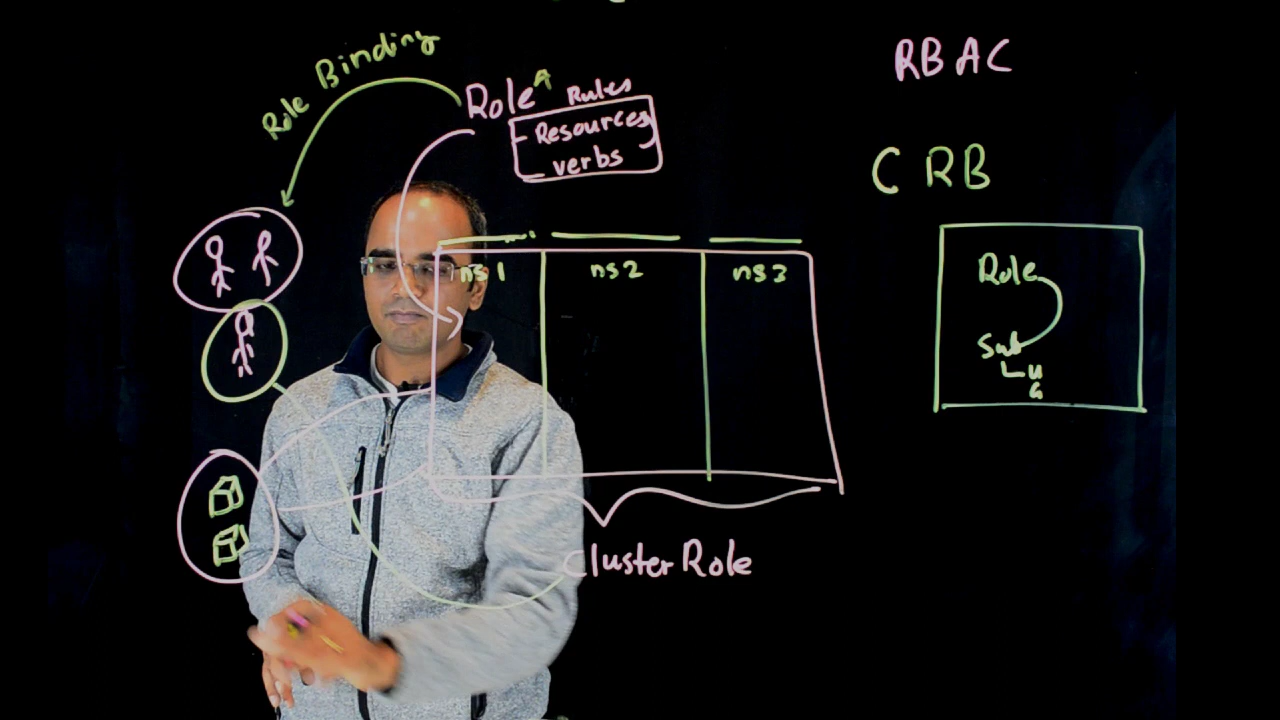 Role Binding
Role
Rules
- Resources
- verbs
ns 1
ns2
ns3
Cluster Role
RBAC
CRB
Role
Sub
U
G